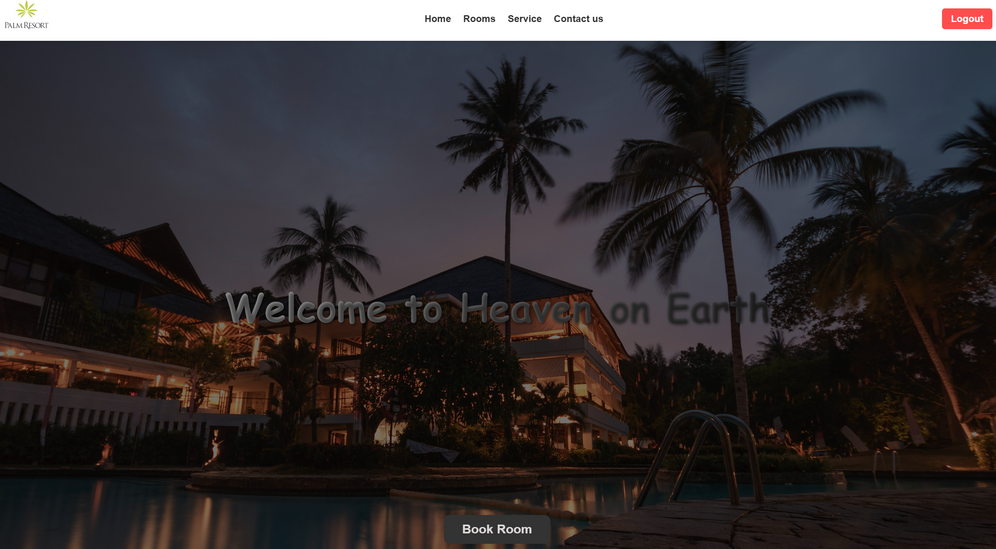 PALM RESORT
Home Rooms Service Contact us
Logout
Welcome to Heaven on Earth
Book Room